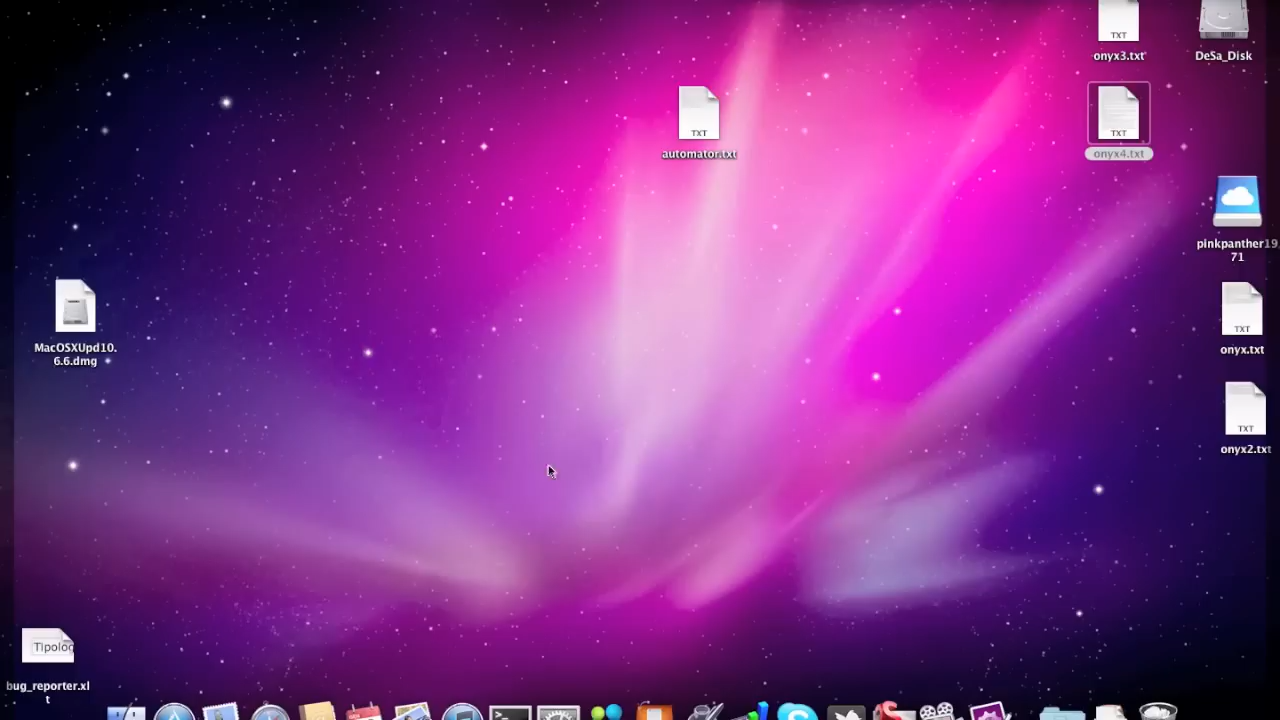 TXT
onyx3.txt
DeSa_Disk
TXT
automator.txt
TXT
onyx4.txt
pinkpanther19
71
TXT
onyx.txt
MacOSXUpd10.
6.6.dmg
TXT
onyx2.txt
Tipolog
bug_reporter.xl
t